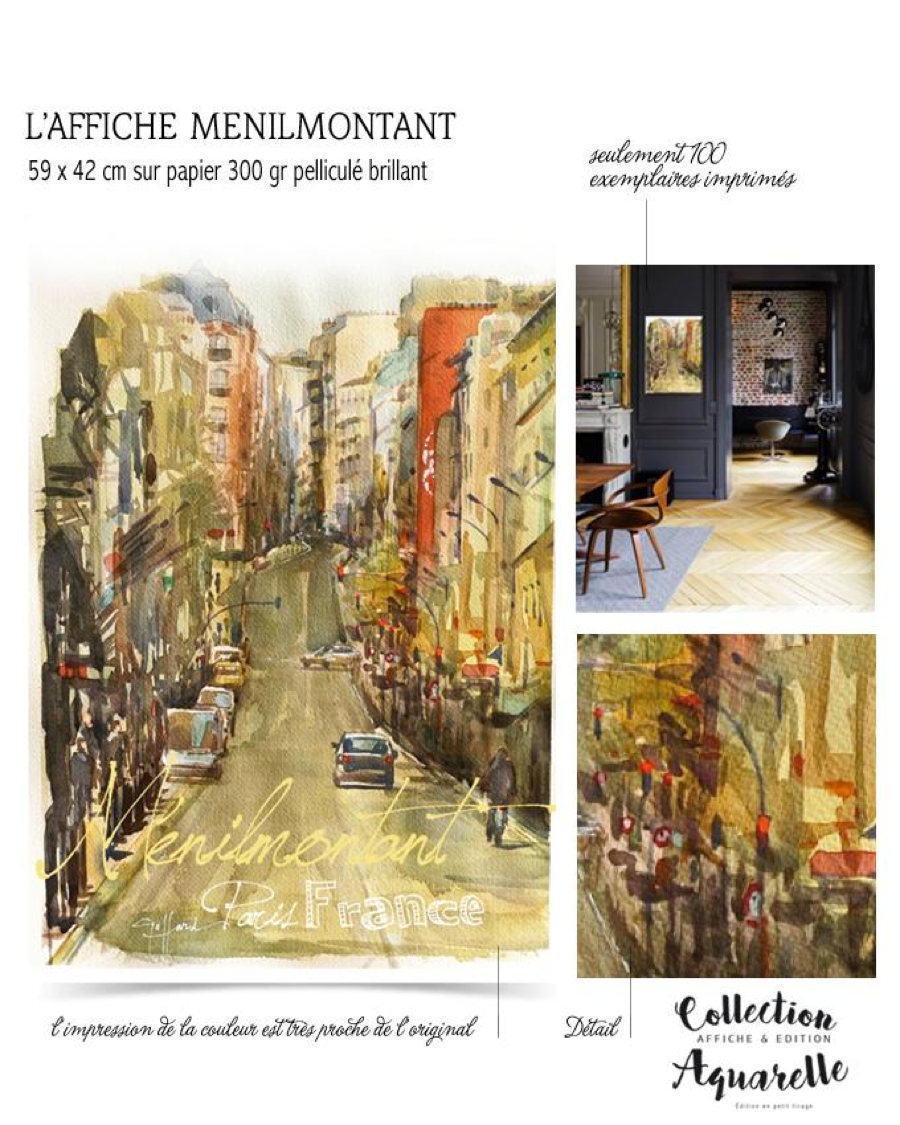 L'AFFICHE MENILMONTANT
59 x 42 cm sur papier 300 gr pelliculé brillant
seulement 100
exemplaires imprimés
Menilmontant
Paris France
l'impression de la couleur est très proche de l'original
Détail
Collection
AFFICHE & EDITION
Aquarelle
Édition en petit tirage